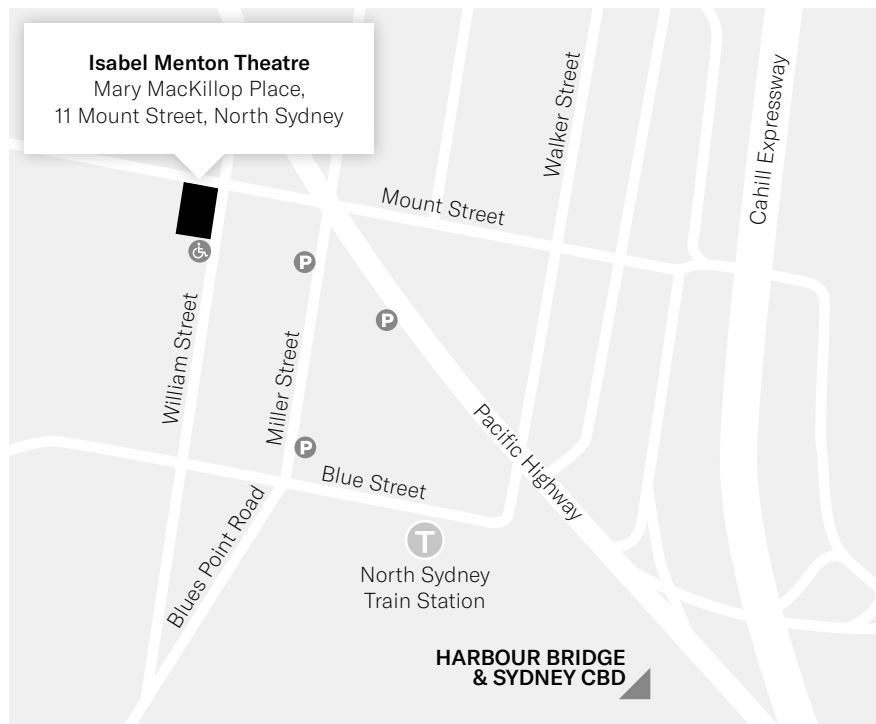 Isabel Menton Theatre
Mary MacKillop Place,
11 Mount Street, North Sydney
Walker Street
Cahill Expressway
Mount Street
P
P
William Street
Miller Street
Pacific Highway
P
Blue Street
Blues Point Road
T
North Sydney
Train Station
HARBOUR BRIDGE
& SYDNEY CBD